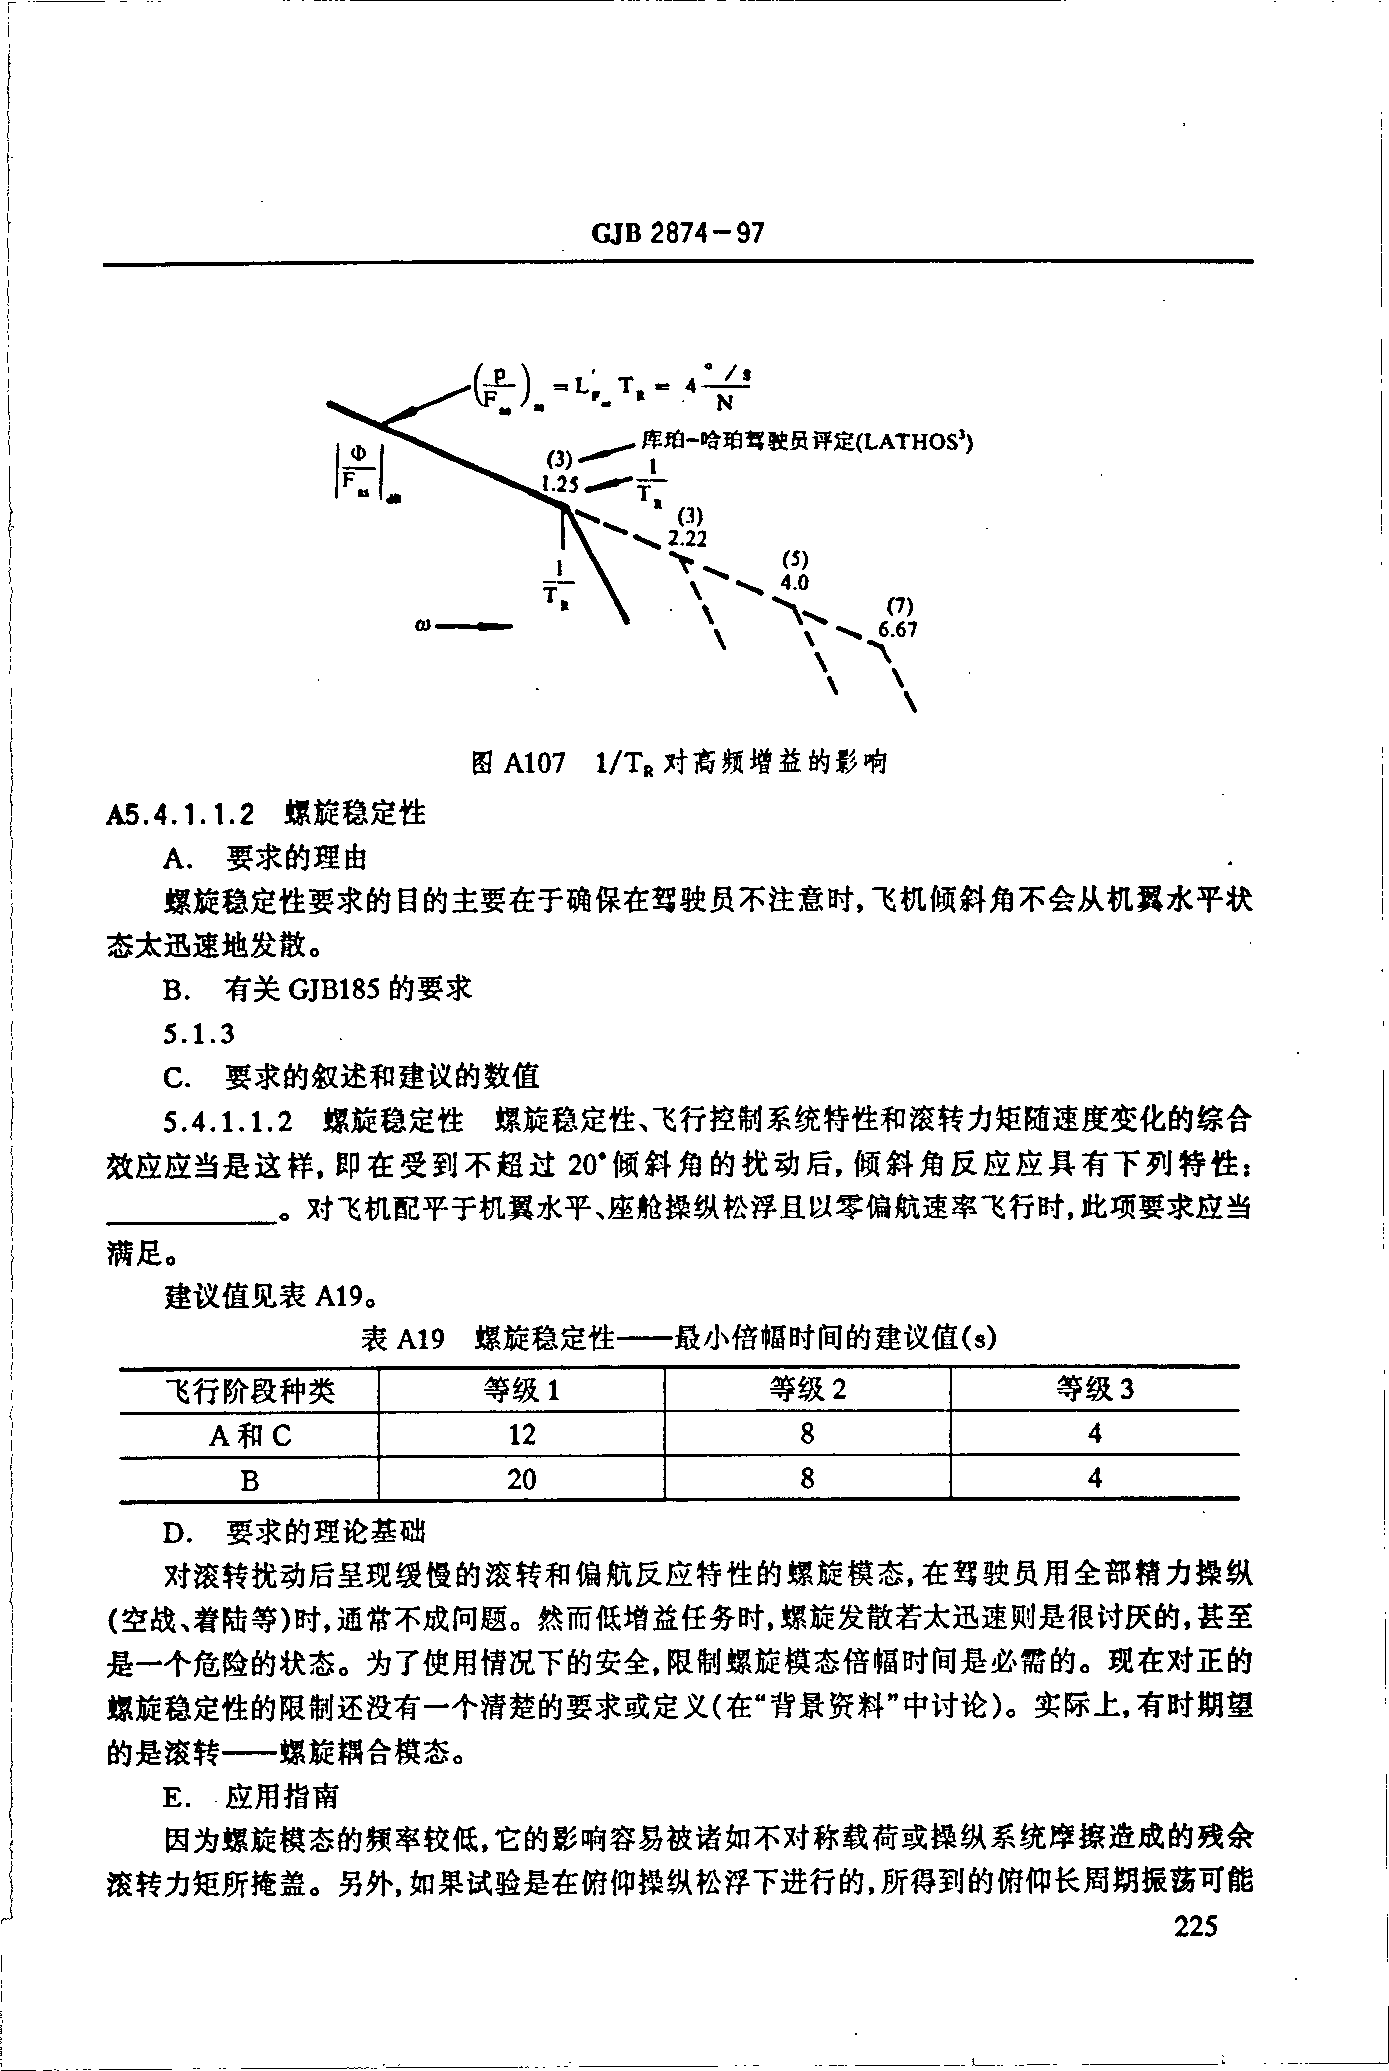 GJB 2874－97
(p/F_as)_ss = L'_F_as T_R = 4 °/s / N
库珀-哈珀驾驶员评定(LATHOS³)
|Φ/F_as|_dB
(3)
1.25
1/T_R
(3)
2.22
(5)
4.0
1/T_R
(7)
6.67
ω
图 A107 1/T_R 对高频增益的影响
A5.4.1.1.2 螺旋稳定性
A. 要求的理由
螺旋稳定性要求的目的主要在于确保在驾驶员不注意时,飞机倾斜角不会从机翼水平状
态太迅速地发散。
B. 有关 GJB185 的要求
5.1.3
C. 要求的叙述和建议的数值
5.4.1.1.2 螺旋稳定性 螺旋稳定性、飞行控制系统特性和滚转力矩随速度变化的综合
效应应当是这样,即在受到不超过 20°倾斜角的扰动后,倾斜角反应应具有下列特性:
____________。对飞机配平于机翼水平、座舱操纵松浮且以零偏航速率飞行时,此项要求应当
满足。
建议值见表 A19。
表 A19 螺旋稳定性——最小倍幅时间的建议值(s)
飞行阶段种类 等级 1 等级 2 等级 3
A 和 C 12 8 4
B 20 8 4
D. 要求的理论基础
对滚转扰动后呈现缓慢的滚转和偏航反应特性的螺旋模态,在驾驶员用全部精力操纵
(空战、着陆等)时,通常不成问题。然而低增益任务时,螺旋发散若太迅速则是很讨厌的,甚至
是一个危险的状态。为了使用情况下的安全,限制螺旋模态倍幅时间是必需的。现在对正的
螺旋稳定性的限制还没有一个清楚的要求或定义(在“背景资料”中讨论)。实际上,有时期望
的是滚转——螺旋耦合模态。
E. 应用指南
因为螺旋模态的频率较低,它的影响容易被诸如不对称载荷或操纵系统摩擦造成的残余
滚转力矩所掩盖。另外,如果试验是在俯仰操纵松浮下进行的,所得到的俯仰长周期振荡可能
225